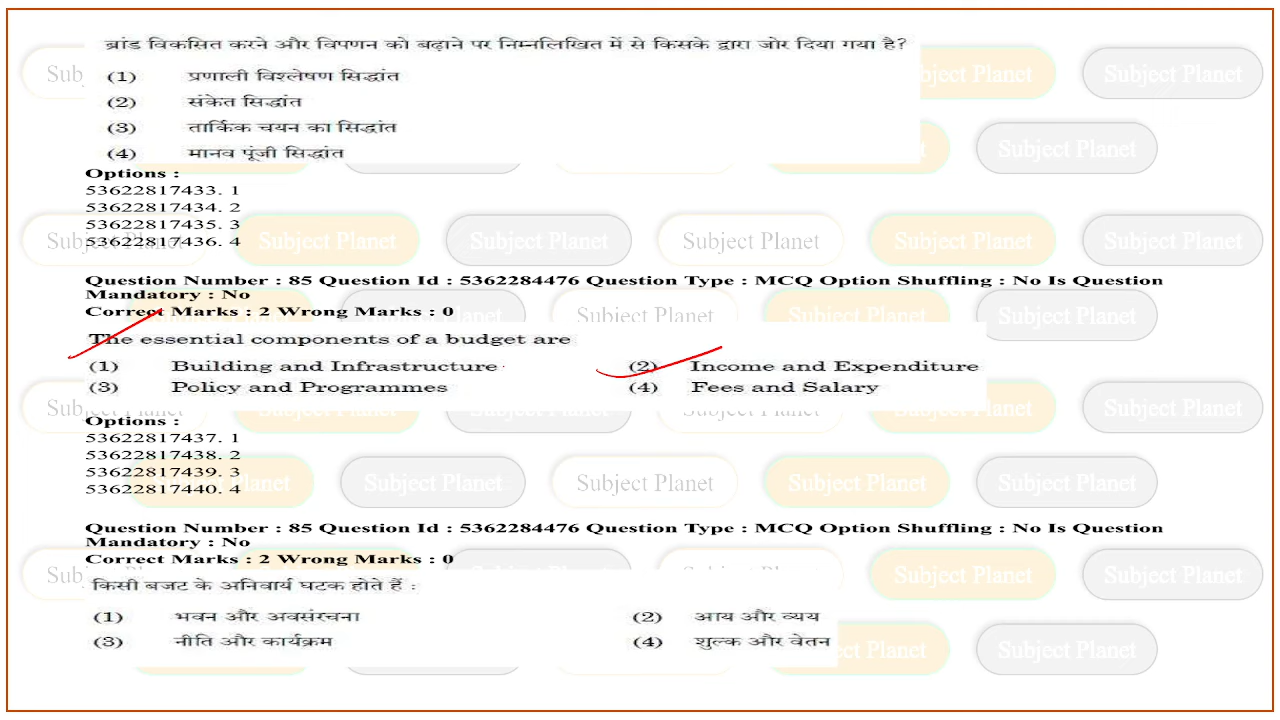 ब्रांड विकसित करने और विपणन को बढ़ाने पर निम्नलिखित में से किसके द्वारा जोर दिया गया है?
(1) प्रणाली विश्लेषण सिद्धांत
(2) संकेत सिद्धांत
(3) तार्किक चयन का सिद्धांत
(4) मानव पूंजी सिद्धांत
Options :
53622817433. 1
53622817434. 2
53622817435. 3
53622817436. 4
Question Number : 85 Question Id : 5362284476 Question Type : MCQ Option Shuffling : No Is Question
Mandatory : No
Correct Marks : 2 Wrong Marks : 0
The essential components of a budget are
(1) Building and Infrastructure (2) Income and Expenditure
(3) Policy and Programmes (4) Fees and Salary
Options :
53622817437. 1
53622817438. 2
53622817439. 3
53622817440. 4
Question Number : 85 Question Id : 5362284476 Question Type : MCQ Option Shuffling : No Is Question
Mandatory : No
Correct Marks : 2 Wrong Marks : 0
किसी बजट के अनिवार्य घटक होते हैं :
(1) भवन और अवसंरचना (2) आय और व्यय
(3) नीति और कार्यक्रम (4) शुल्क और वेतन
Subject Planet